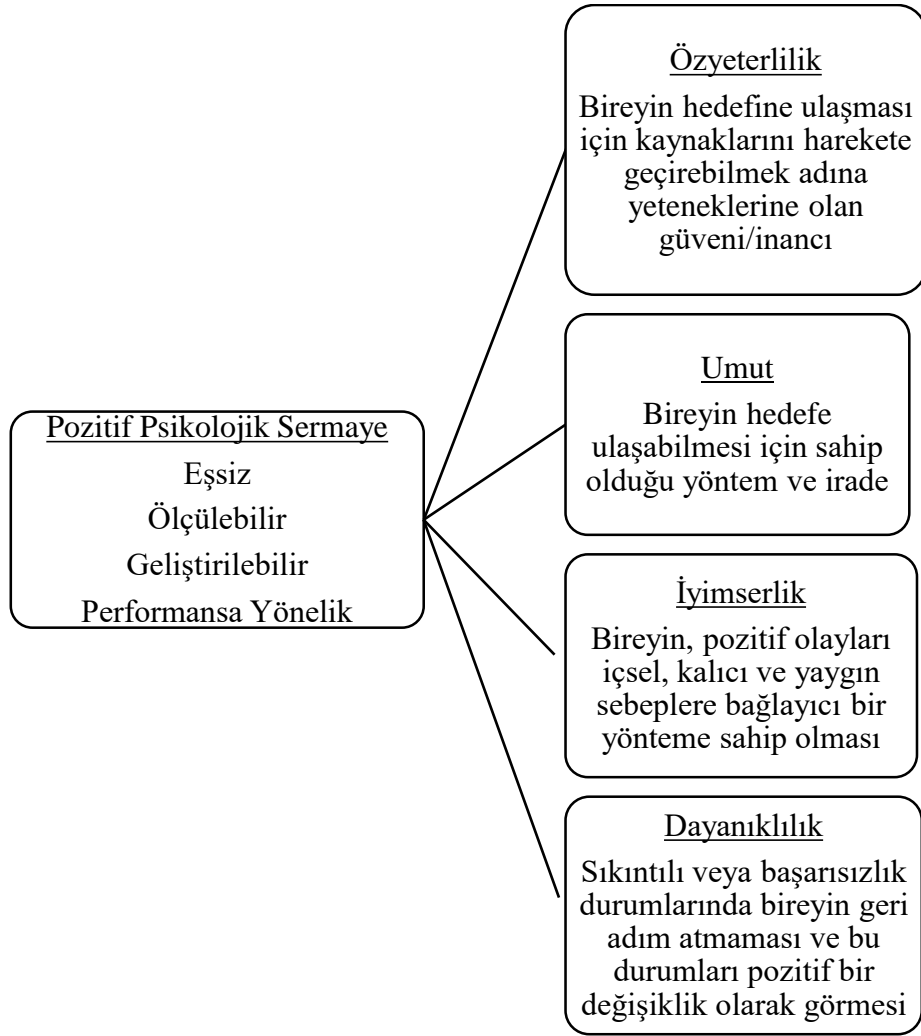 Pozitif Psikolojik Sermaye
Eşsiz
Ölçülebilir
Geliştirilebilir
Performansa Yönelik
Özyeterlilik
Bireyin hedefine ulaşması
için kaynaklarını harekete
geçirebilmek adına
yeteneklerine olan
güveni/inancı
Umut
Bireyin hedefe
ulaşabilmesi için sahip
olduğu yöntem ve irade
İyimserlik
Bireyin, pozitif olayları
içsel, kalıcı ve yaygın
sebeplere bağlayıcı bir
yönteme sahip olması
Dayanıklılık
Sıkıntılı veya başarısızlık
durumlarında bireyin geri
adım atmaması ve bu
durumları pozitif bir
değişiklik olarak görmesi